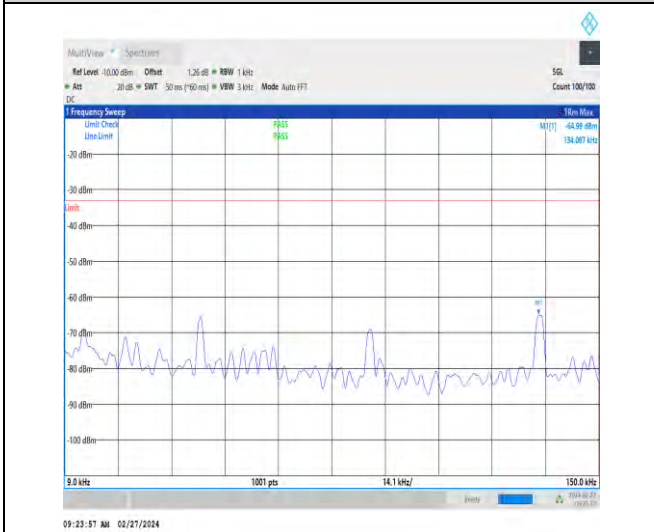 MultiView Spectrum
Ref Level -10.00 dBm Offset 1.26 dB RBW 1 kHz SGL
Att 20 dB SWT 50 ms (~60 ms) VBW 3 kHz Mode Auto FFT Count 100/100
DC
1 Frequency Sweep 1Rm Max
Limit Check PASS M1[1] -64.99 dBm
Line Limit PASS 134.097 kHz
-20 dBm
-30 dBm
Limit
-40 dBm
-50 dBm
-60 dBm
M1
-70 dBm
-80 dBm
-90 dBm
-100 dBm
9.0 kHz 1001 pts 14.1 kHz/ 150.0 kHz
Ready
09:23:57 AM 02/27/2024